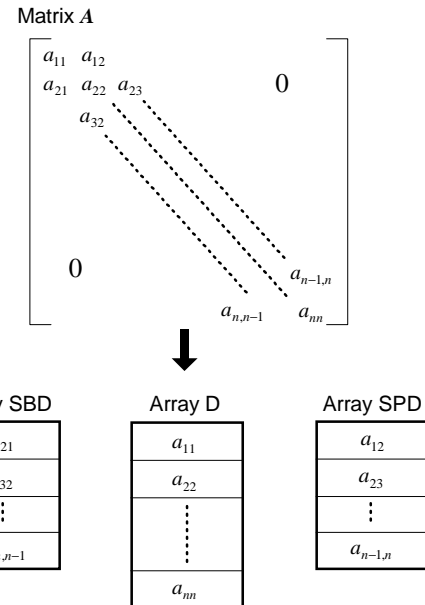 Matrix A
a11 a12
a21 a22 a23 0
a32
0 an−1,n
an,n−1 ann
SBD Array D Array SPD
21 a11 a12
32 a22 a23
,n−1 ann an−1,n